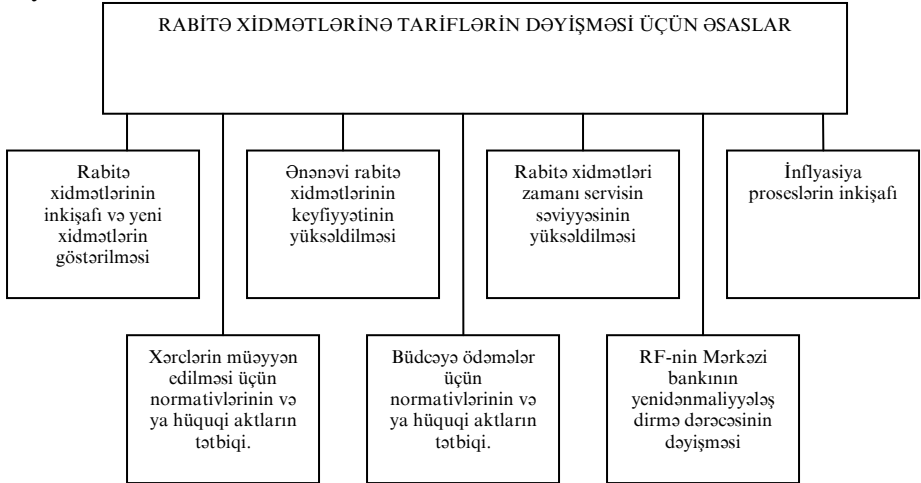 RABİTƏ XİDMƏTLƏRİNƏ TARİFLƏRİN DƏYİŞMƏSİ ÜÇÜN ƏSASLAR
Rabitə
xidmətlərinin
inkişafı və yeni
xidmətlərin
göstərilməsi
Ənənəvi rabitə
xidmətlərinin
keyfiyyətinin
yüksəldilməsi
Rabitə xidmətləri
zamanı servisin
səviyyəsinin
yüksəldilməsi
İnflyasiya
proseslərin inkişafı
Xərclərin müəyyən
edilməsi üçün
normativlərinin və
ya hüquqi aktların
tətbiqi.
Büdcəyə ödəmələr
üçün
normativlərinin və
ya hüquqi aktların
tətbiqi.
RF-nin Mərkəzi
bankının
yenidənmaliyyələş
dirmə dərəcəsinin
dəyişməsi